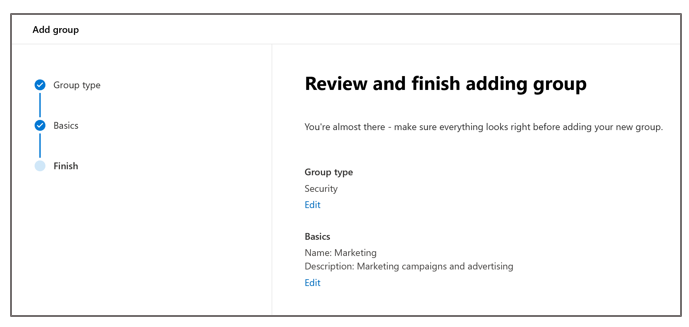 Add group
Group type
Basics
Finish
Review and finish adding group
You're almost there - make sure everything looks right before adding your new group.
Group type
Security
Edit
Basics
Name: Marketing
Description: Marketing campaigns and advertising
Edit